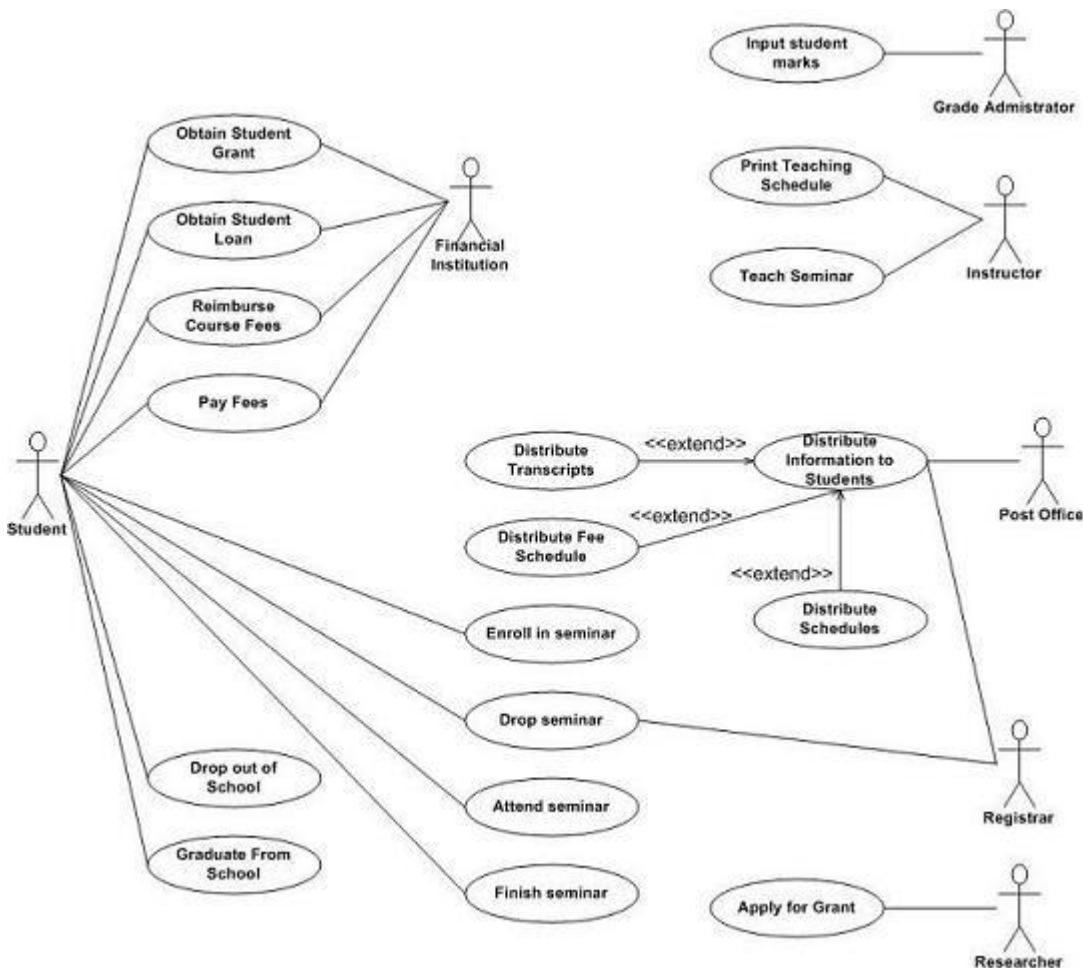 Input student
marks
Grade Admistrator
Obtain Student
Grant
Print Teaching
Schedule
Obtain Student
Loan
Financial
Institution
Teach Seminar
Instructor
Reimburse
Course Fees
Pay Fees
Student
Distribute
Transcripts
<<extend>>
Distribute
Information to
Students
Post Office
<<extend>>
Distribute Fee
Schedule
<<extend>>
Distribute
Schedules
Enroll in seminar
Drop seminar
Drop out of
School
Attend seminar
Registrar
Graduate From
School
Finish seminar
Apply for Grant
Researcher